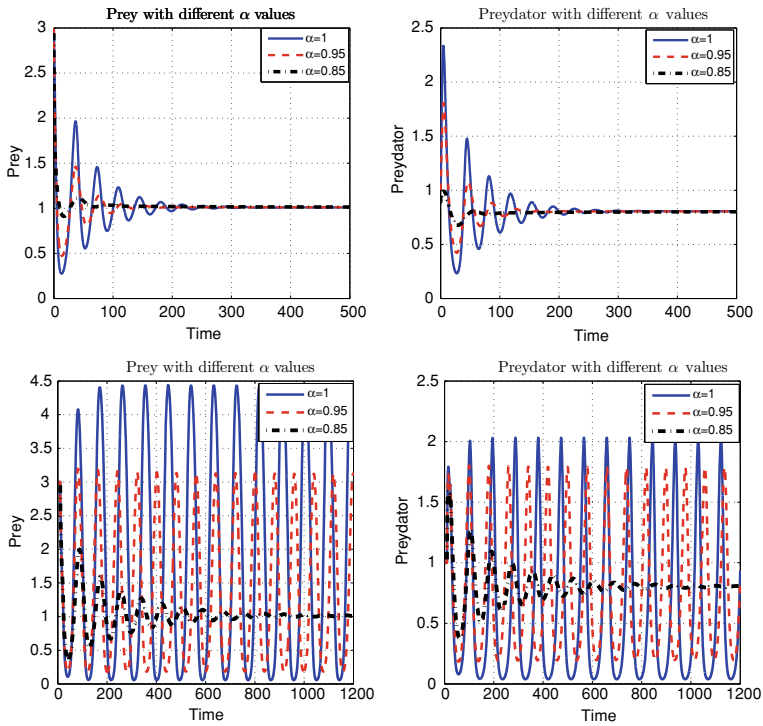 Prey with different α values
3
2.5
2
1.5
1
0.5
0
Prey
0 100 200 300 400 500
Time
α=1
α=0.95
α=0.85
Preydator with different α values
2.5
2
1.5
1
0.5
0
Preydator
0 100 200 300 400 500
Time
α=1
α=0.95
α=0.85
Prey with different α values
4.5
4
3.5
3
2.5
2
1.5
1
0.5
0
Prey
0 200 400 600 800 1000 1200
Time
α=1
α=0.95
α=0.85
Preydator with different α values
2.5
2
1.5
1
0.5
0
Preydator
0 200 400 600 800 1000 1200
Time
α=1
α=0.95
α=0.85